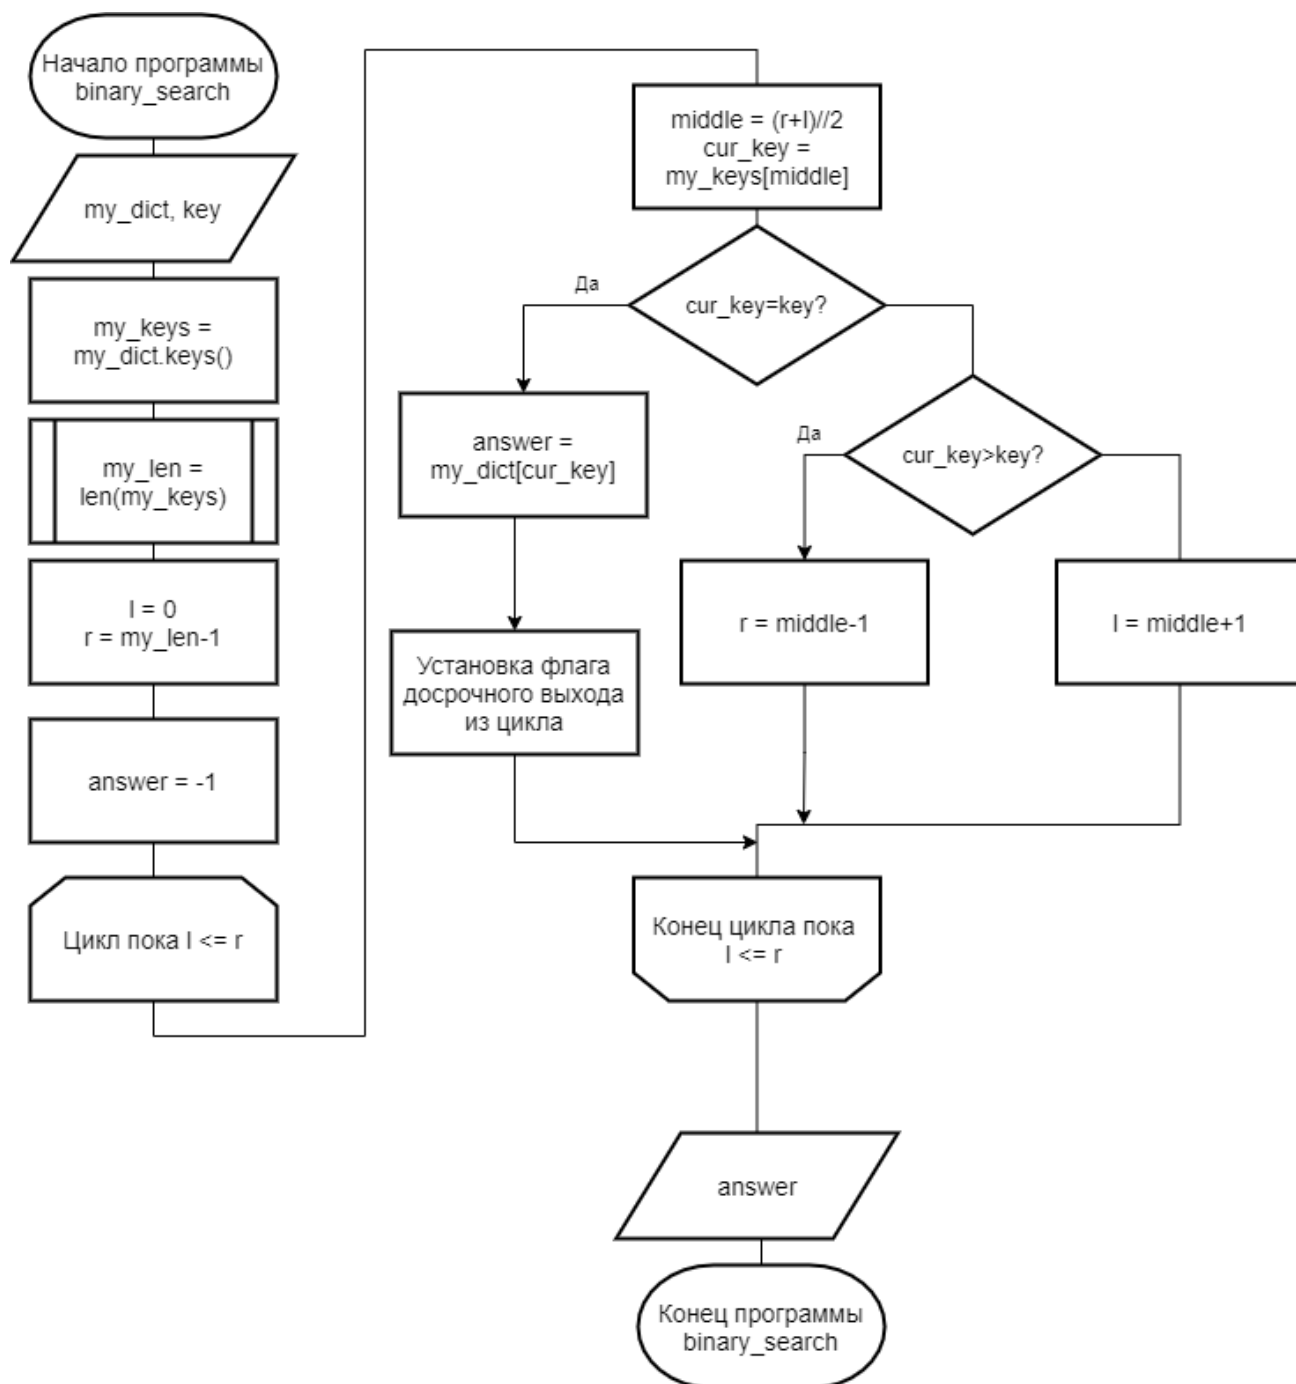 Начало программы
binary_search
my_dict, key
my_keys =
my_dict.keys()
my_len =
len(my_keys)
l = 0
r = my_len-1
answer = -1
Цикл пока l <= r
middle = (r+l)//2
cur_key =
my_keys[middle]
cur_key=key?
Да
answer =
my_dict[cur_key]
Установка флага
досрочного выхода
из цикла
cur_key>key?
Да
r = middle-1
l = middle+1
Конец цикла пока
l <= r
answer
Конец программы
binary_search